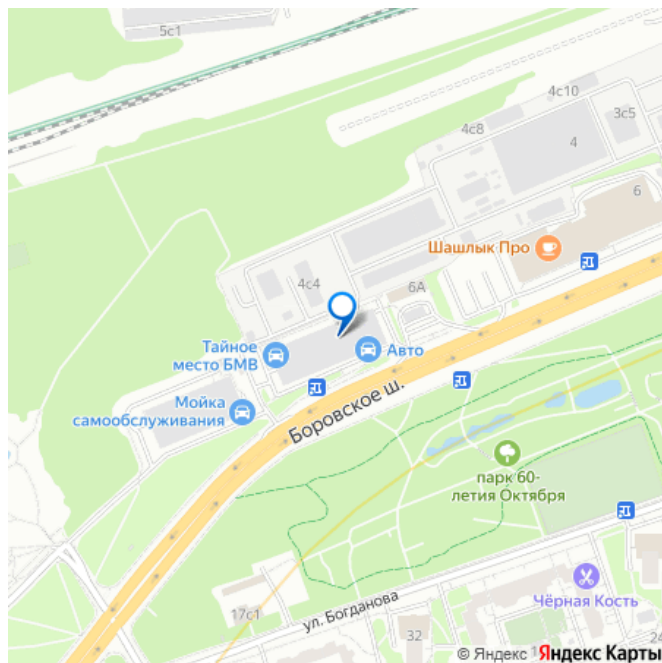 5с1
4с10
3с5
4с8
4
6
Шашлык Про
4с4
6А
Тайное
место БМВ
Авто
Мойка
самообслуживания
Боровское ш.
парк 60-
летия Октября
Чёрная Кость
17с1
ул. Богданова
32
24
© Яндекс
Яндекс Карты